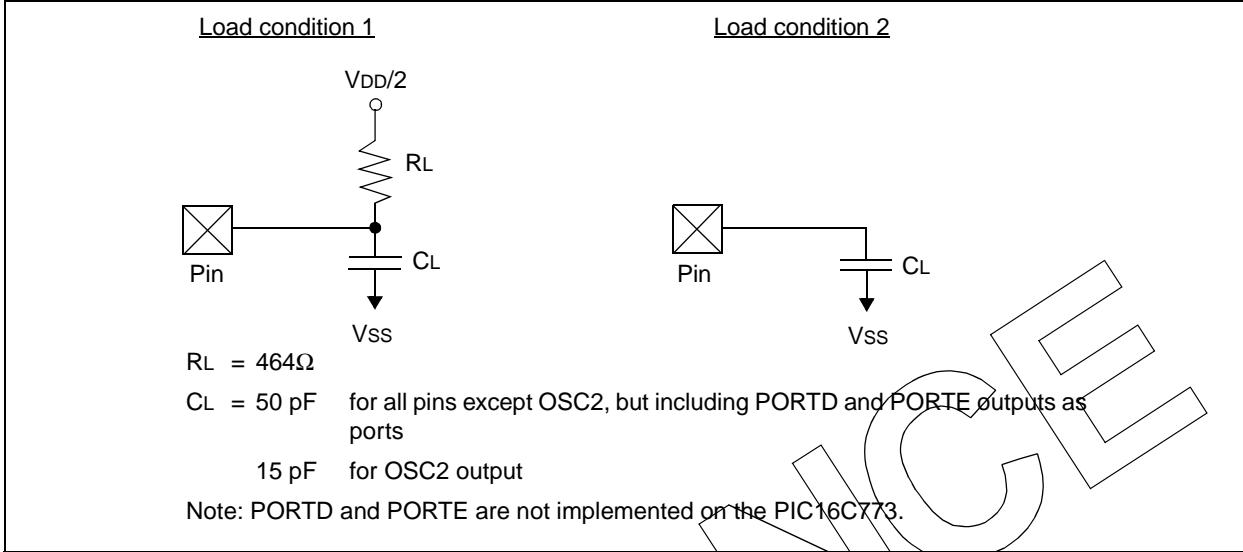 Load condition 1
Load condition 2
VDD/2
RL
CL
Pin
VSS
CL
Pin
VSS
RL = 464Ω
CL = 50 pF for all pins except OSC2, but including PORTD and PORTE outputs as
ports
15 pF for OSC2 output
Note: PORTD and PORTE are not implemented on the PIC16C773.
NCE